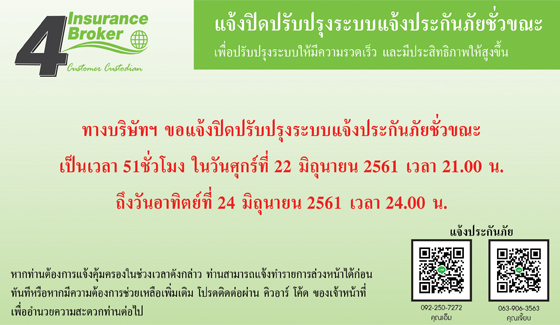 4 Insurance
Broker
Customer Custodian
แจ้งปิดปรับปรุงระบบแจ้งประกันภัยชั่วขณะ
เพื่อปรับปรุงระบบให้มีความรวดเร็ว และมีประสิทธิภาพให้สูงขึ้น
ทางบริษัทฯ ขอแจ้งปิดปรับปรุงระบบแจ้งประกันภัยชั่วขณะ
เป็นเวลา 51ชั่วโมง ในวันศุกร์ที่ 22 มิถุนายน 2561 เวลา 21.00 น.
ถึงวันอาทิตย์ที่ 24 มิถุนายน 2561 เวลา 24.00 น.
แจ้งประกันภัย
หากท่านต้องการแจ้งคุ้มครองในช่วงเวลาดังกล่าว ท่านสามารถแจ้งทำรายการล่วงหน้าได้ก่อน
ทันทีหรือหากมีความต้องการช่วยเหลือเพิ่มเติม โปรดติดต่อผ่าน คิวอาร์ โค้ด ของเจ้าหน้าที่
เพื่ออำนวยความสะดวกท่านต่อไป
092-250-7272
คุณเอ็ม
063-906-3563
คุณเจี๊ยบ